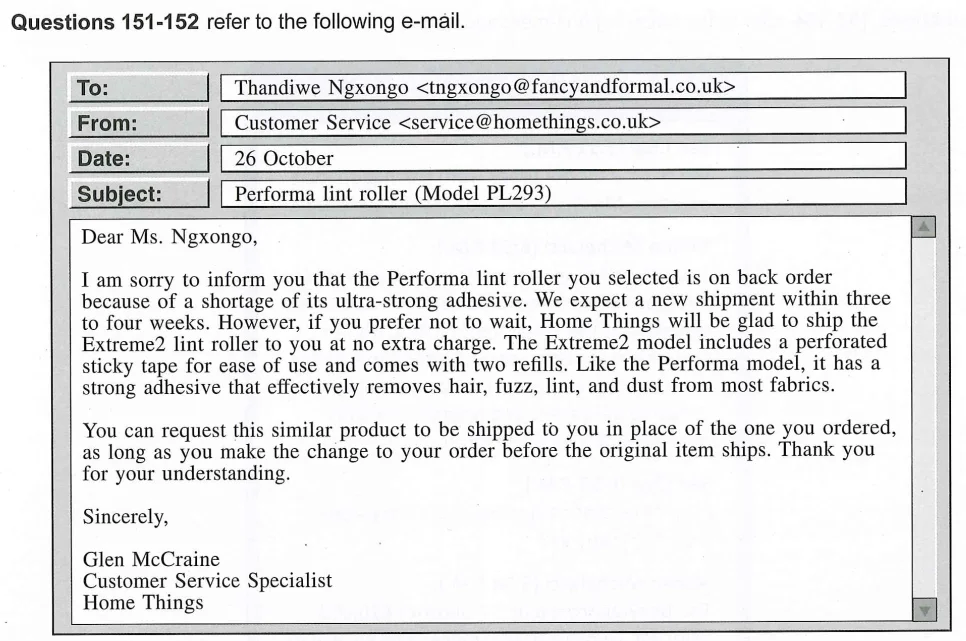 Questions 151-152 refer to the following e-mail.
To: Thandiwe Ngxongo <tngxongo@fancyandformal.co.uk>
From: Customer Service <service@homethings.co.uk>
Date: 26 October
Subject: Performa lint roller (Model PL293)
Dear Ms. Ngxongo,
I am sorry to inform you that the Performa lint roller you selected is on back order
because of a shortage of its ultra-strong adhesive. We expect a new shipment within three
to four weeks. However, if you prefer not to wait, Home Things will be glad to ship the
Extreme2 lint roller to you at no extra charge. The Extreme2 model includes a perforated
sticky tape for ease of use and comes with two refills. Like the Performa model, it has a
strong adhesive that effectively removes hair, fuzz, lint, and dust from most fabrics.
You can request this similar product to be shipped to you in place of the one you ordered,
as long as you make the change to your order before the original item ships. Thank you
for your understanding.
Sincerely,
Glen McCraine
Customer Service Specialist
Home Things